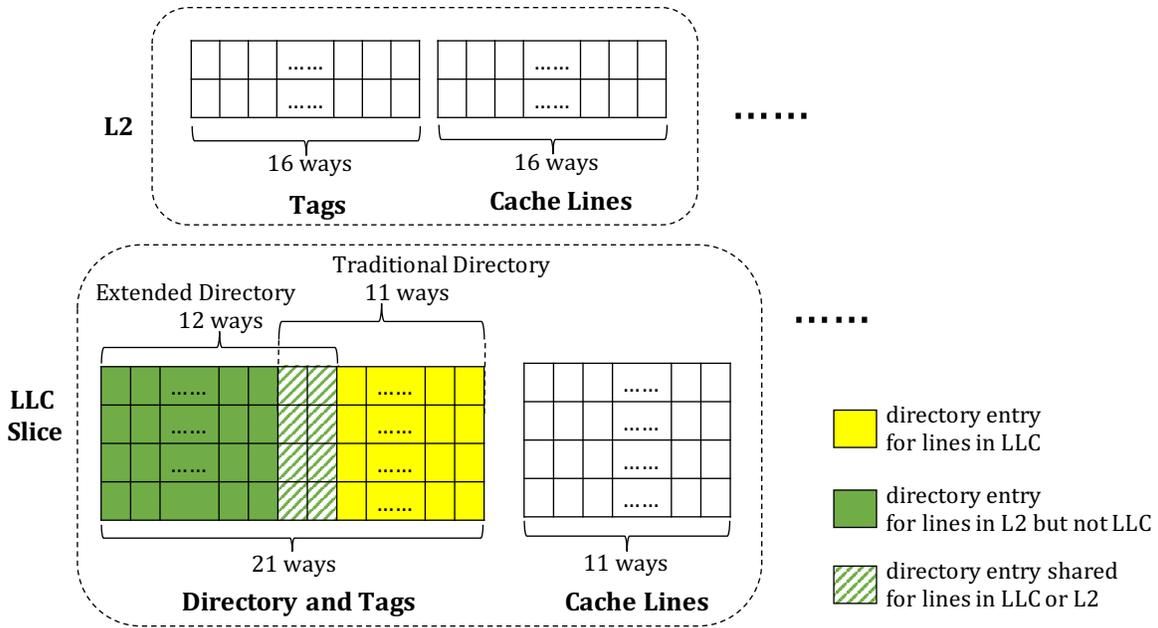 …… ……
…… ……
……
L2
16 ways
16 ways
Tags
Cache Lines
Traditional Directory
11 ways
Extended Directory
12 ways
……
LLC
Slice
…… …… ……
…… …… ……
…… …… ……
…… ……
21 ways
11 ways
Directory and Tags
Cache Lines
directory entry
for lines in LLC
directory entry
for lines in L2 but not LLC
directory entry shared
for lines in LLC or L2